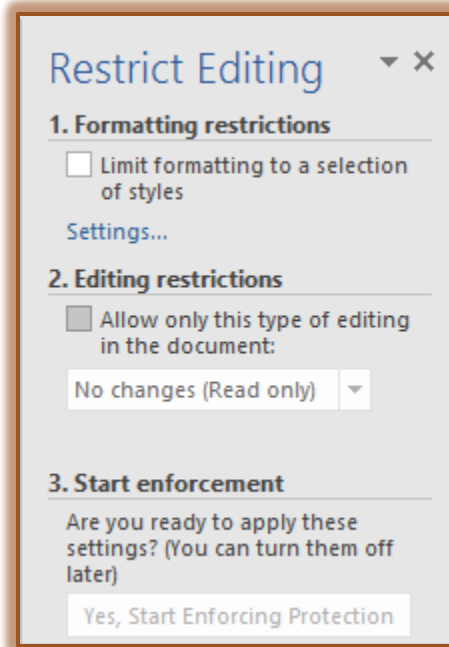 Restrict Editing
1. Formatting restrictions
Limit formatting to a selection
of styles
Settings...
2. Editing restrictions
Allow only this type of editing
in the document:
No changes (Read only)
3. Start enforcement
Are you ready to apply these
settings? (You can turn them off
later)
Yes, Start Enforcing Protection